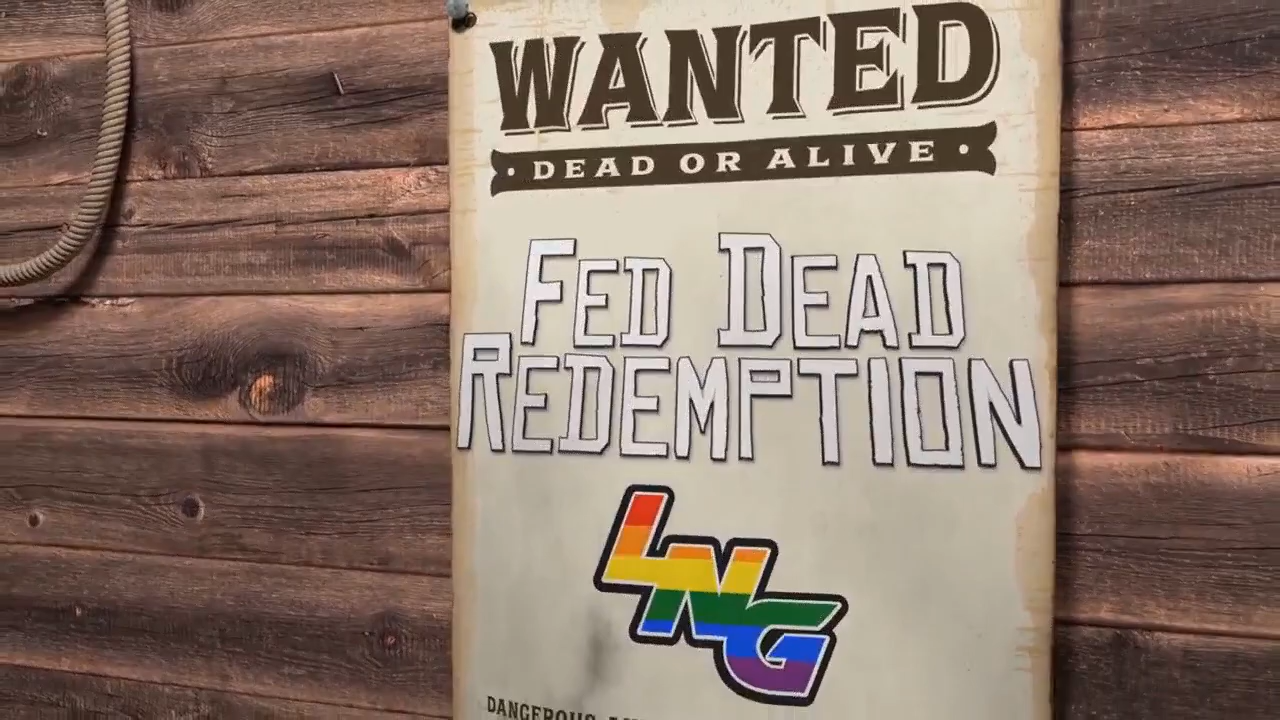 WANTED
· DEAD OR ALIVE ·
FED DEAD
REDEMPTION
LNG
DANGEROUS